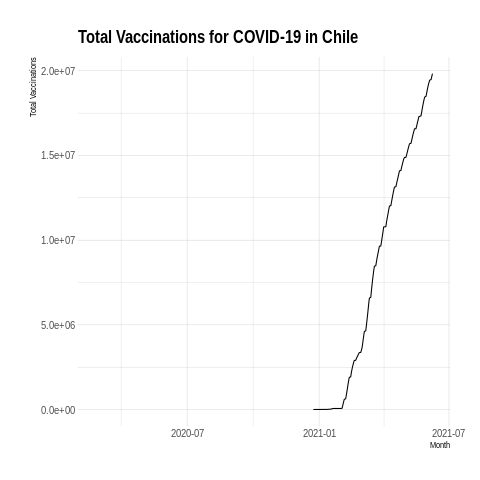 Total Vaccinations for COVID-19 in Chile
Total Vaccinations
2.0e+07
1.5e+07
1.0e+07
5.0e+06
0.0e+00
2020-07
2021-01
2021-07
Month